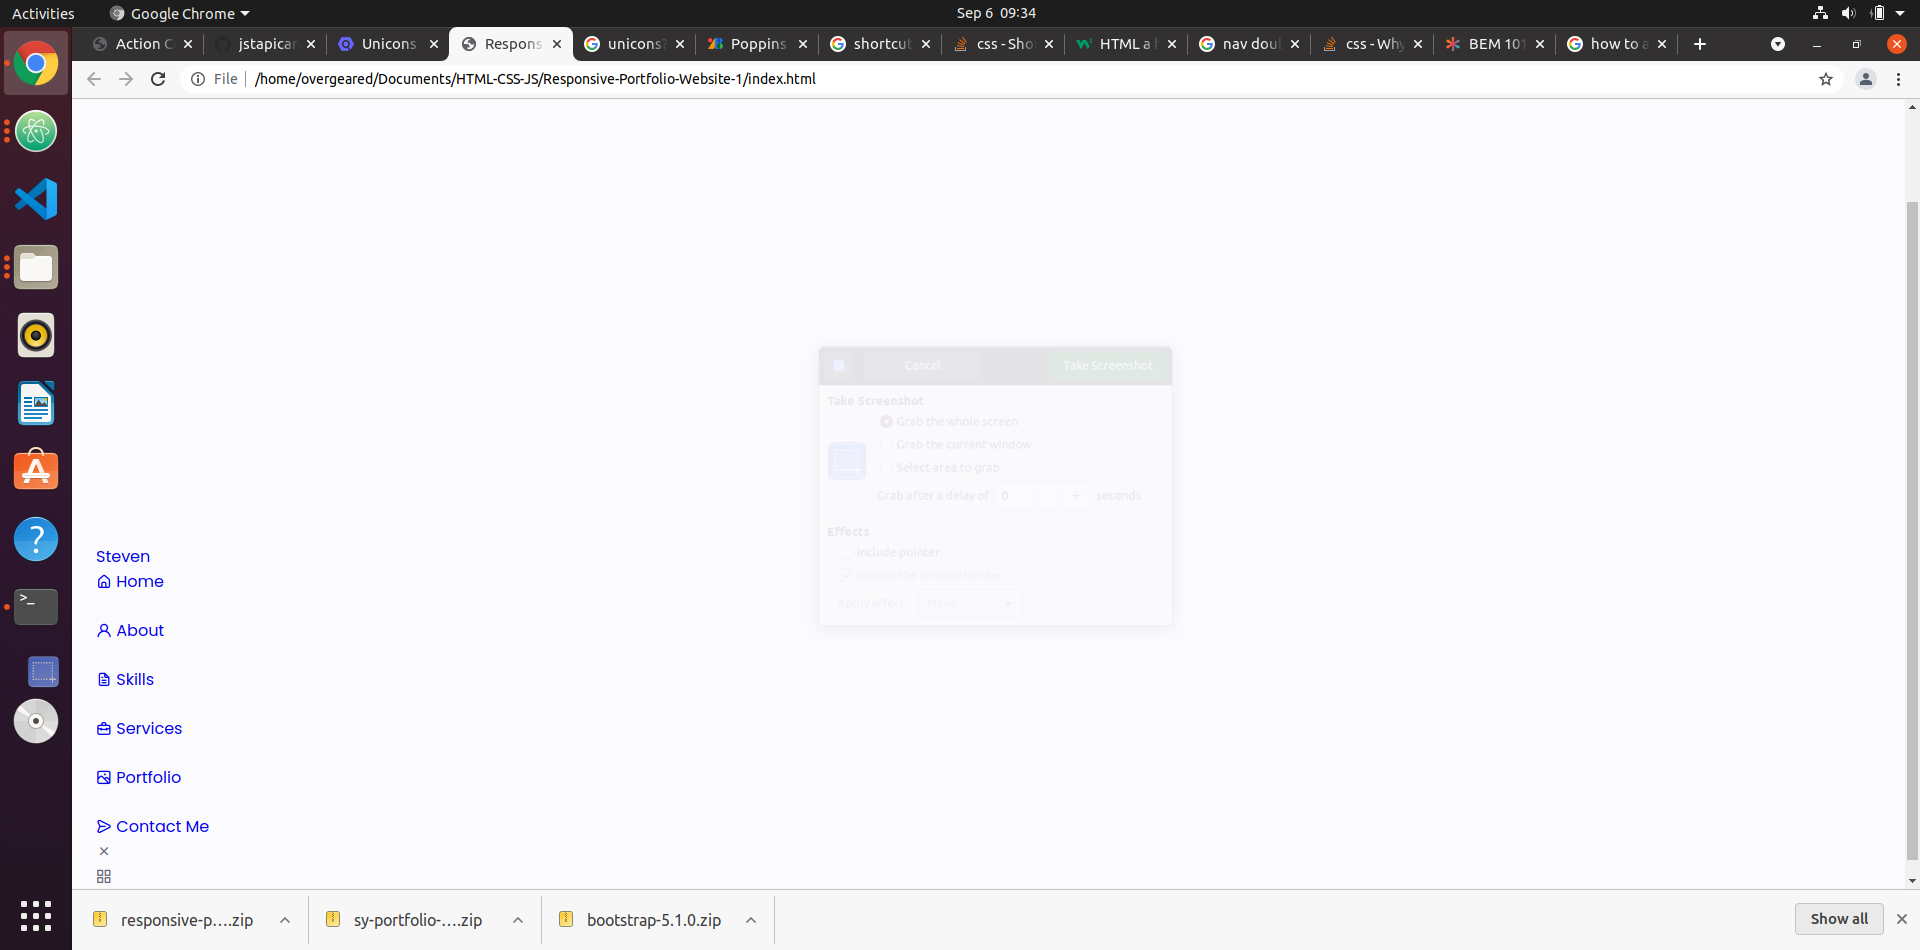 Activities Google Chrome Sep 6 09:34
Action C jstapicar Unicons Respons unicons? Poppins shortcut css - Sho HTML a h nav doub css - Why BEM 101 how to a
File /home/overgeared/Documents/HTML-CSS-JS/Responsive-Portfolio-Website-1/index.html
Cancel Take Screenshot
Take Screenshot
Grab the whole screen
Grab the current window
Select area to grab
Grab after a delay of 0 + seconds
Effects
Include pointer
Include the window border
Apply effect: None
Steven
Home
About
Skills
Services
Portfolio
Contact Me
responsive-p....zip sy-portfolio-....zip bootstrap-5.1.0.zip Show all